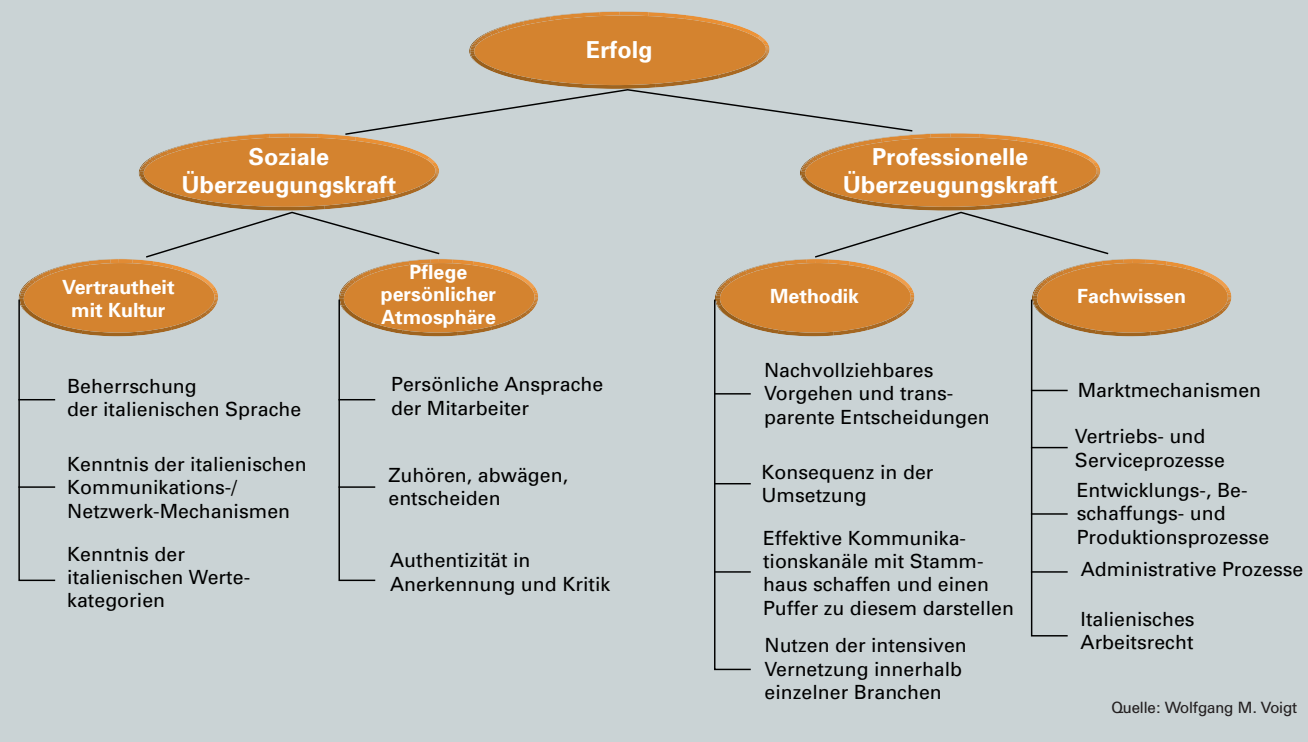 Erfolg
Soziale
Überzeugungskraft
Professionelle
Überzeugungskraft
Vertrautheit
mit Kultur
Pflege
persönlicher
Atmosphäre
Methodik
Fachwissen
Beherrschung
der italienischen Sprache
Kenntnis der italienischen
Kommunikations-/
Netzwerk-Mechanismen
Kenntnis der
italienischen Werte-
kategorien
Persönliche Ansprache
der Mitarbeiter
Zuhören, abwägen,
entscheiden
Authentizität in
Anerkennung und Kritik
Nachvollziehbares
Vorgehen und trans-
parente Entscheidungen
Konsequenz in der
Umsetzung
Effektive Kommunika-
tionskanäle mit Stamm-
haus schaffen und einen
Puffer zu diesem darstellen
Nutzen der intensiven
Vernetzung innerhalb
einzelner Branchen
Marktmechanismen
Vertriebs- und
Serviceprozesse
Entwicklungs-, Be-
schaffungs- und
Produktionsprozesse
Administrative Prozesse
Italienisches
Arbeitsrecht
Quelle: Wolfgang M. Voigt